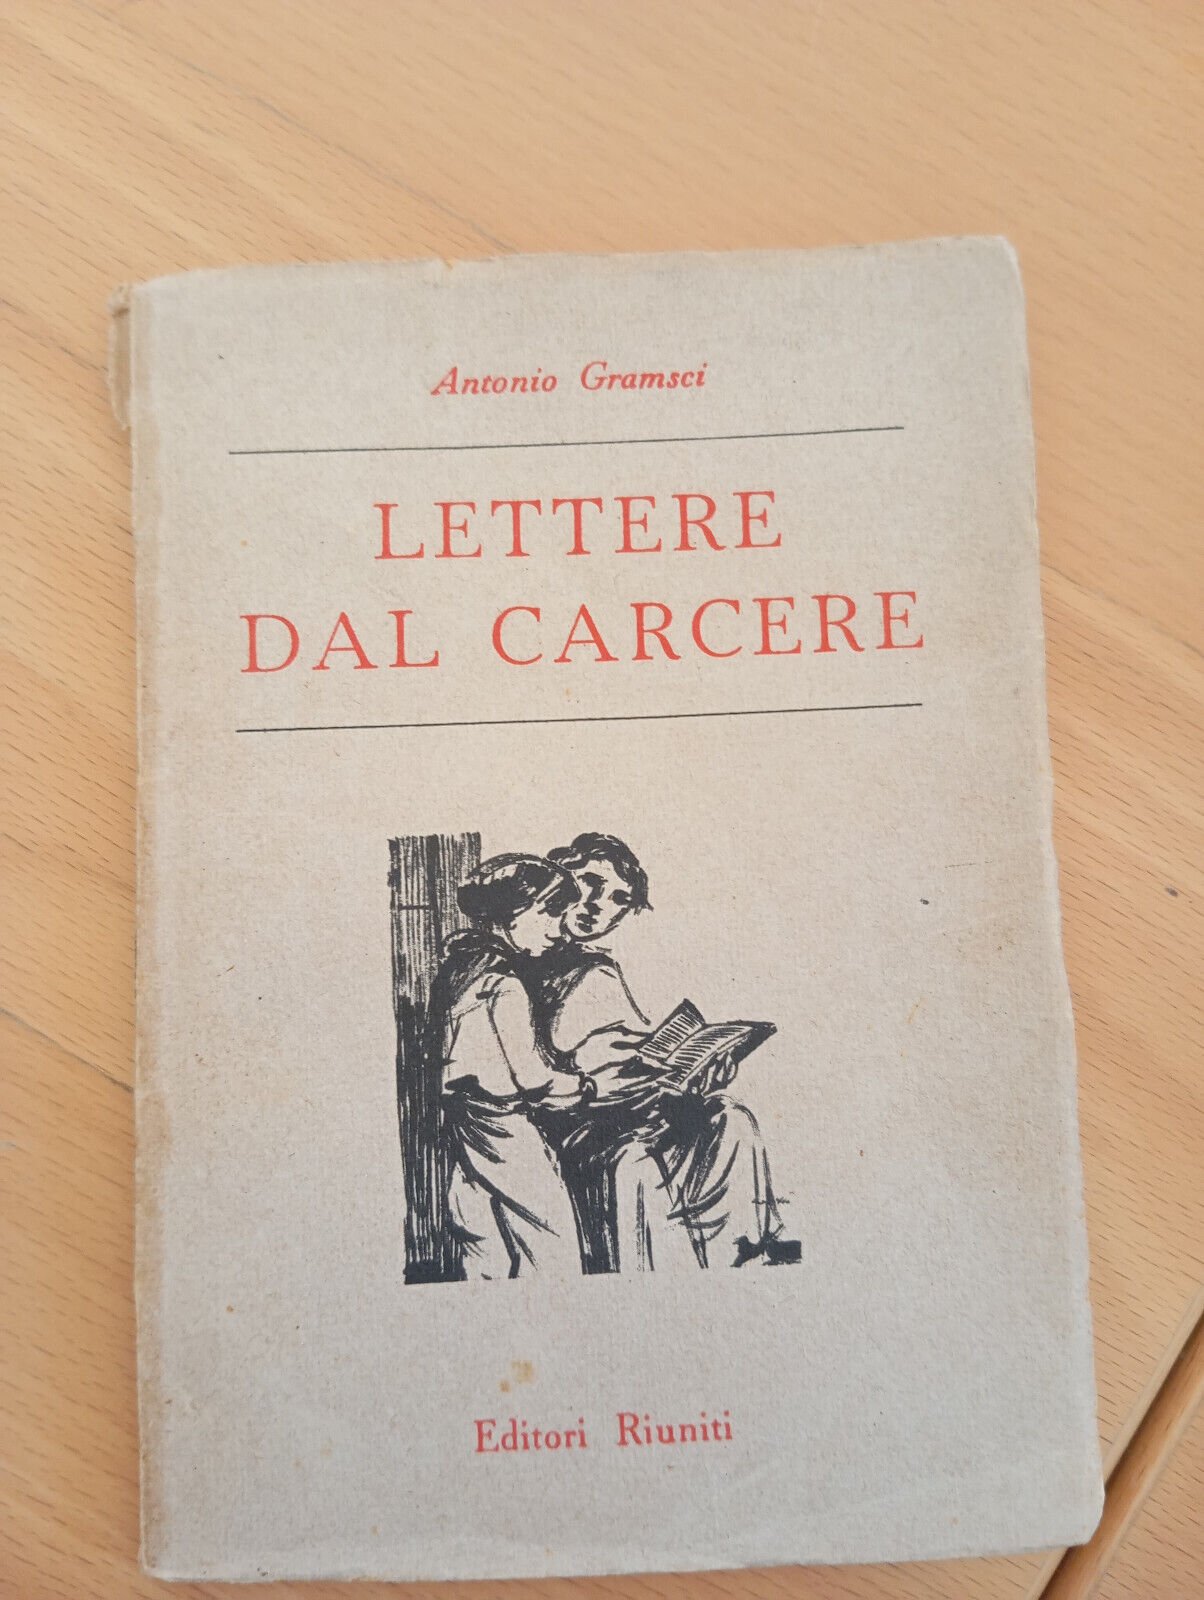 Antonio Gramsci
LETTERE
DAL CARCERE
Editori Riuniti